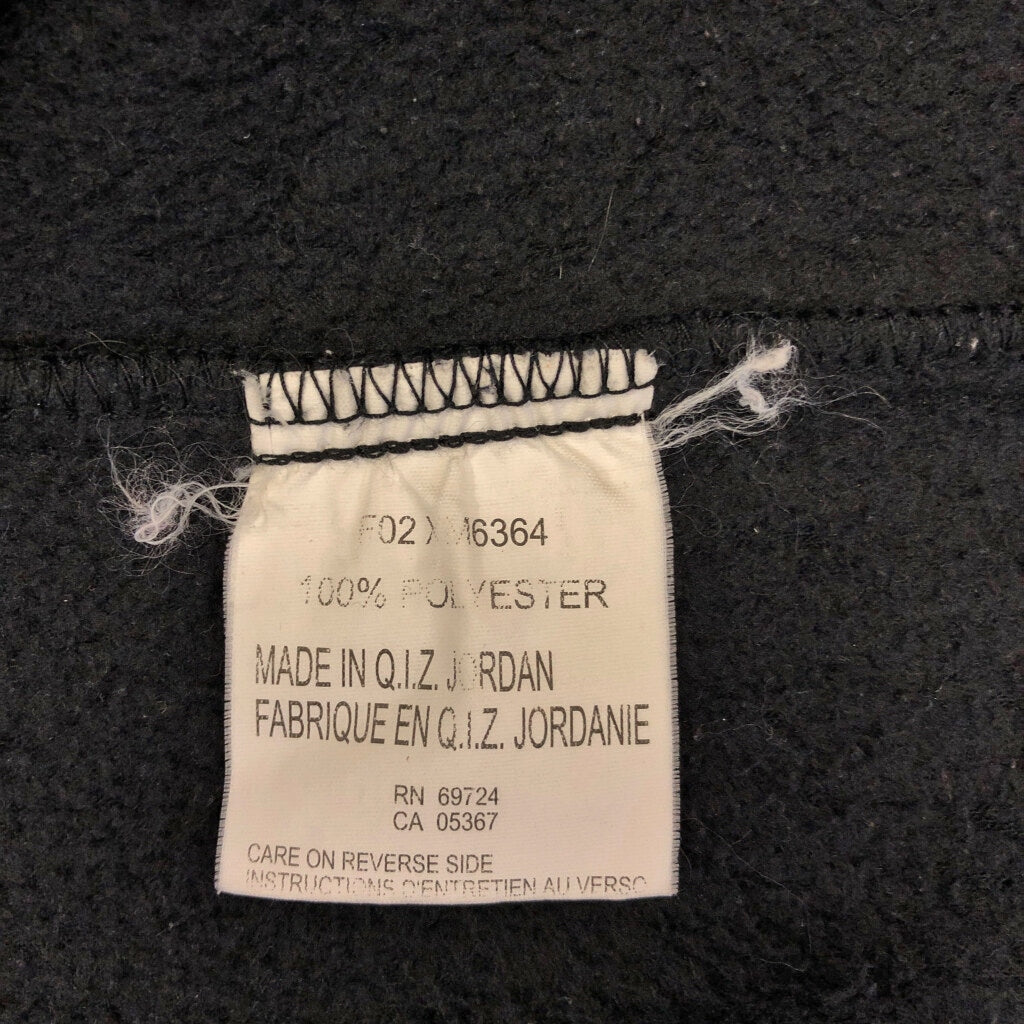 F02 XM6364
100% POLYESTER
MADE IN Q.I.Z. JORDAN
FABRIQUE EN Q.I.Z. JORDANIE
RN 69724
CA 05367
CARE ON REVERSE SIDE
INSTRUCTIONS D'ENTRETIEN AU VERSO